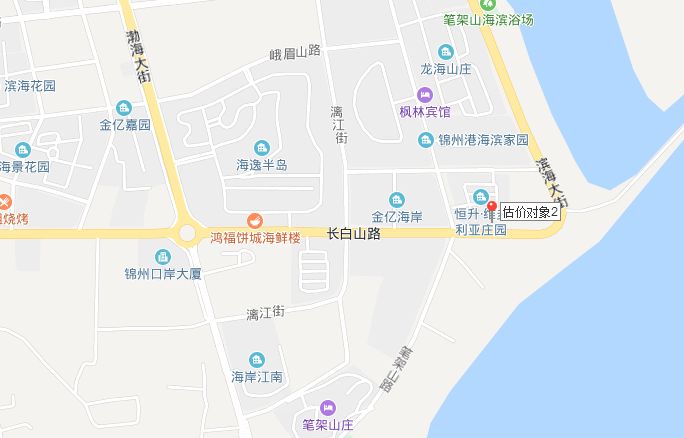 笔架山海滨浴场
渤海大街
峨眉山路
龙海山庄
滨海花园
枫林宾馆
金亿嘉园
漓江街
锦州港海滨家园
海景花园
海逸半岛
滨海大街
烧烤
金亿海岸
恒升·维
利亚庄园
估价对象2
鸿福饼城海鲜楼
长白山路
锦州口岸大厦
漓江街
笔架山路
海岸江南
笔架山庄